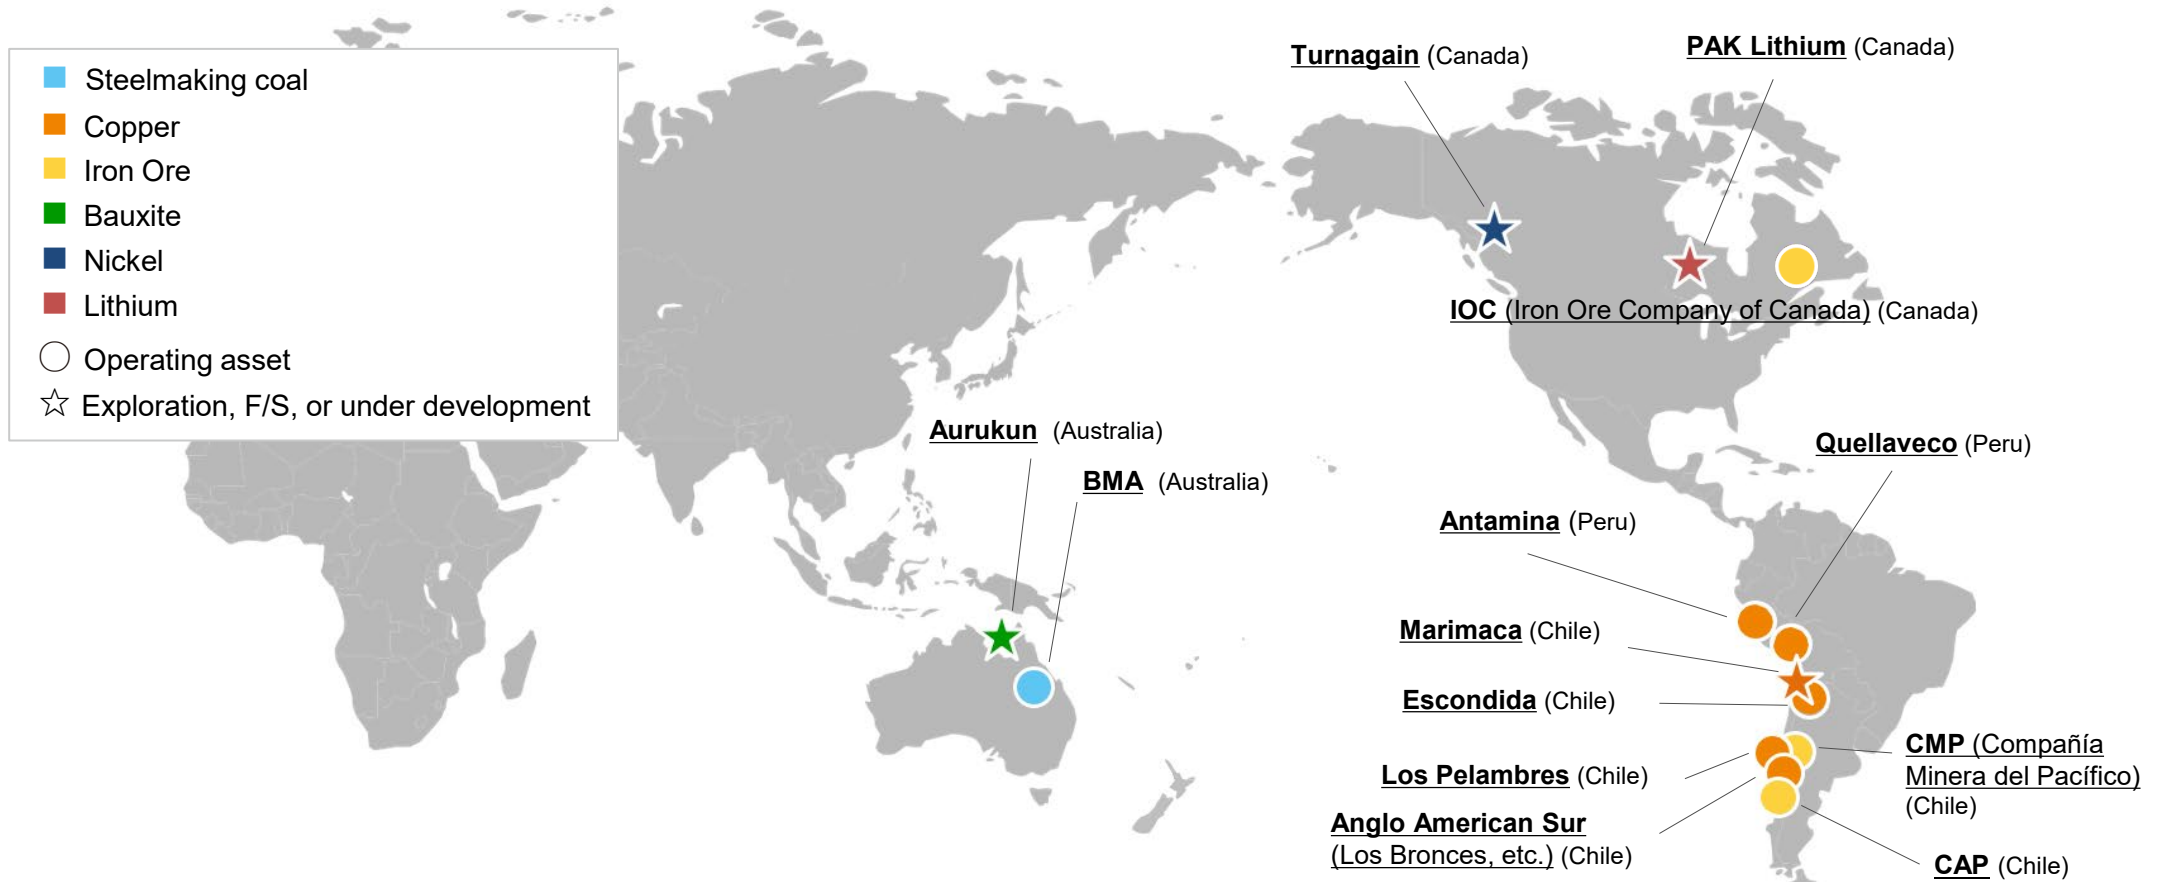 Steelmaking coal
Copper
Iron Ore
Bauxite
Nickel
Lithium
Operating asset
Exploration, F/S, or under development
Turnagain (Canada)
PAK Lithium (Canada)
IOC (Iron Ore Company of Canada) (Canada)
Aurukun (Australia)
BMA (Australia)
Quellaveco (Peru)
Antamina (Peru)
Marimaca (Chile)
Escondida (Chile)
Los Pelambres (Chile)
CMP (Compañía
Minera del Pacífico)
(Chile)
Anglo American Sur
(Los Bronces, etc.) (Chile)
CAP (Chile)